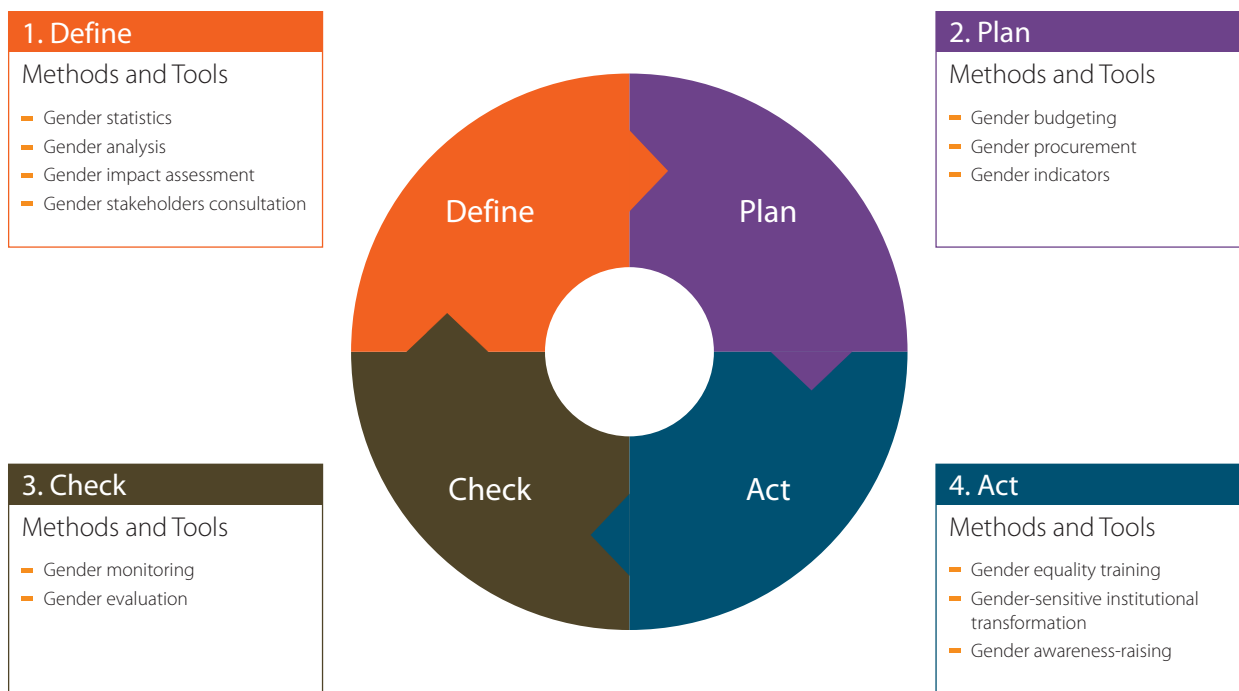 1. Define
Methods and Tools
Gender statistics
Gender analysis
Gender impact assessment
Gender stakeholders consultation
2. Plan
Methods and Tools
Gender budgeting
Gender procurement
Gender indicators
Define
Plan
Check
Act
3. Check
Methods and Tools
Gender monitoring
Gender evaluation
4. Act
Methods and Tools
Gender equality training
Gender-sensitive institutional
transformation
Gender awareness-raising